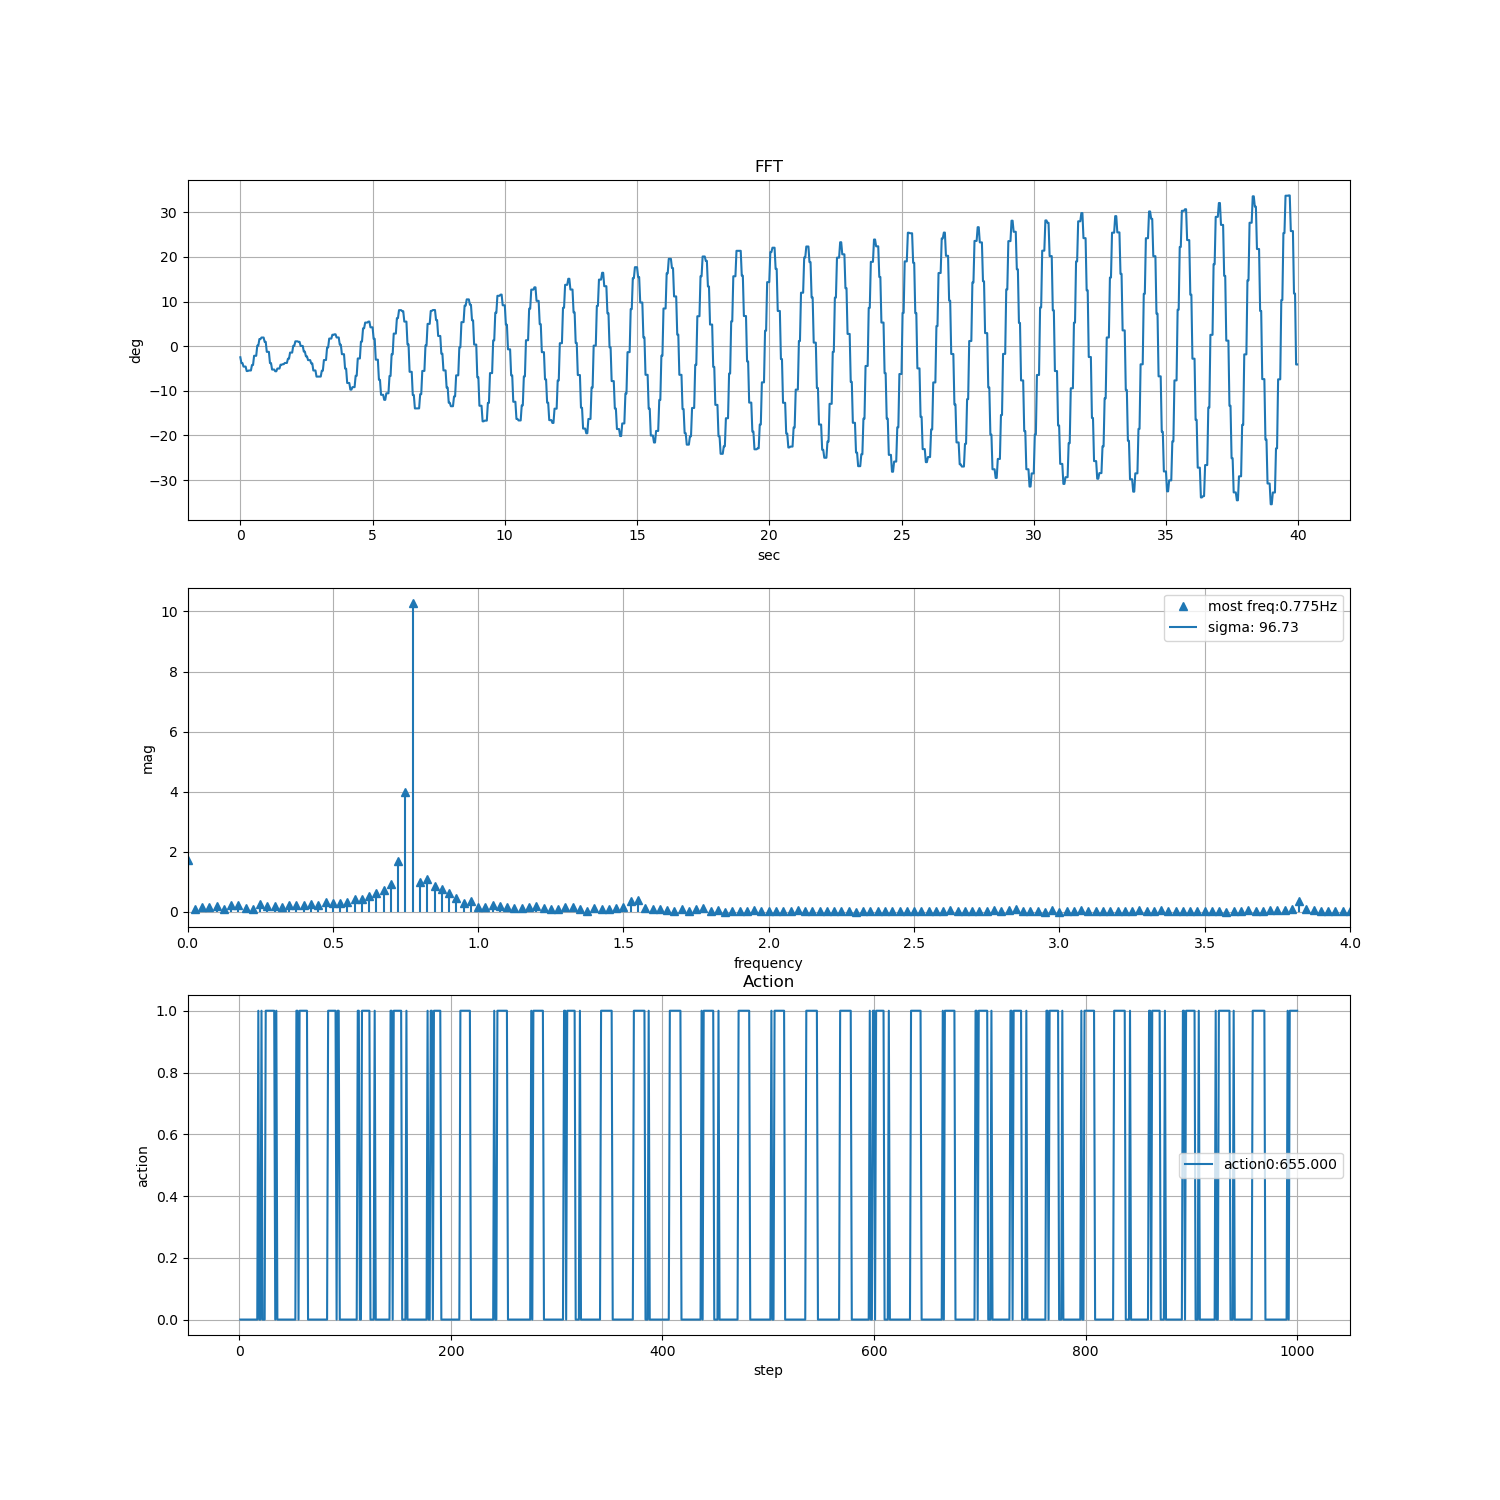 FFT
30
20
10
0
−10
−20
−30
deg
0 5 10 15 20 25 30 35 40
sec
most freq:0.775Hz
sigma: 96.73
10
8
6
4
2
0
mag
0.0 0.5 1.0 1.5 2.0 2.5 3.0 3.5 4.0
frequency
Action
1.0
0.8
0.6
0.4
0.2
0.0
action
action0:655.000
0 200 400 600 800 1000
step